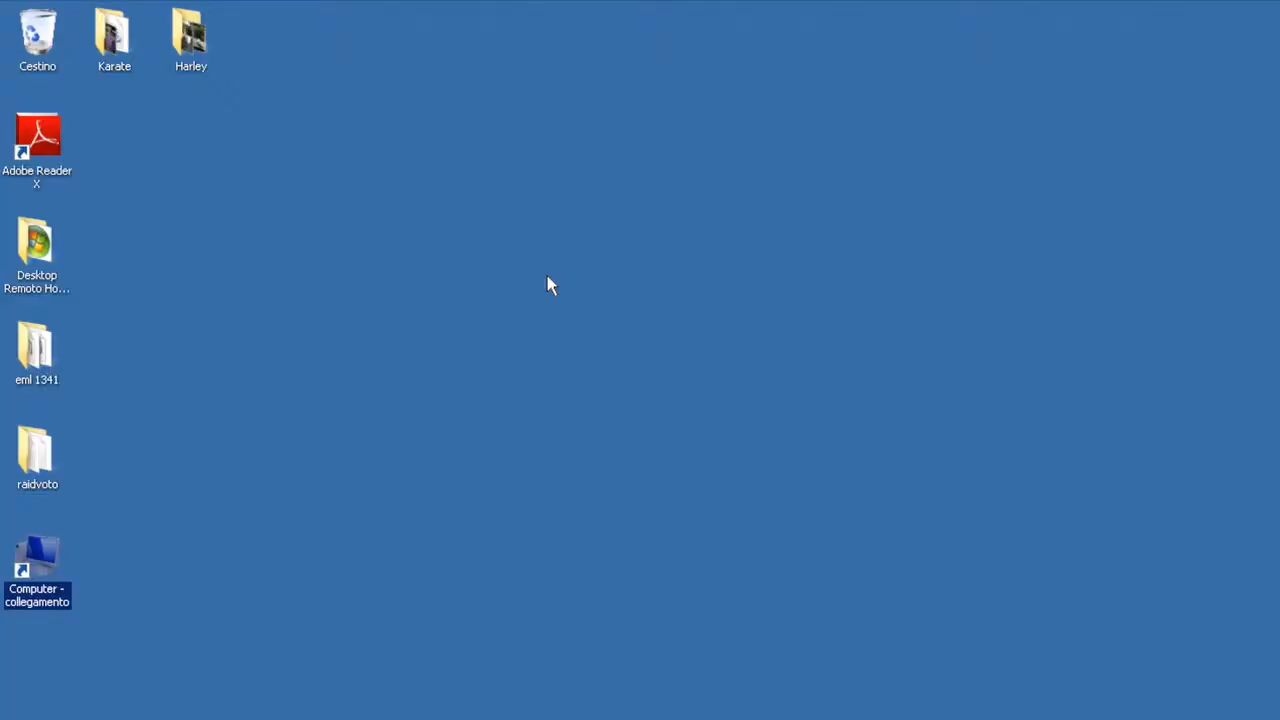 Cestino
Karate
Harley
Adobe Reader
X
Desktop
Remoto Ho...
eml 1341
raidvoto
Computer -
collegamento